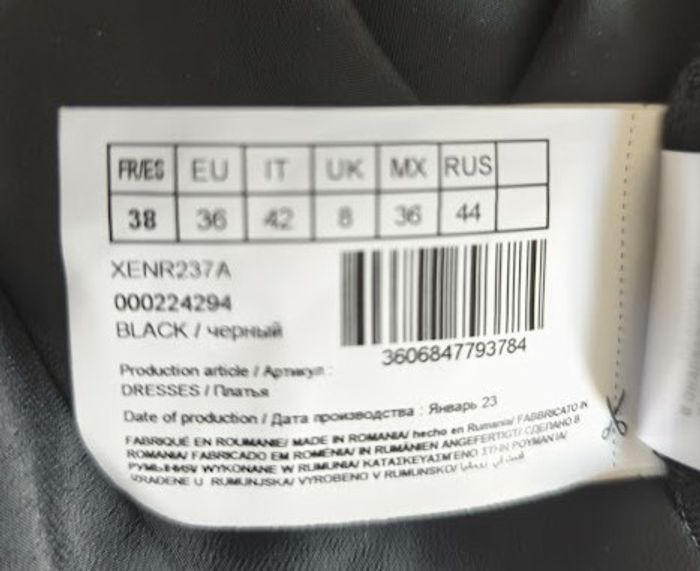 FR/ES EU IT UK MX RUS
38 36 42 8 36 44
XENR237A
000224294
BLACK / черный
3606847793784
Production article / Артикул :
DRESSES / Платья
Date of production / Дата производства : Январь 23
FABRIQUÉ EN ROUMANIE/ MADE IN ROMANIA/ hecho en Rumania/ FABBRICATO IN
ROMANIA/ FABRICADO EM ROMÉNIA/ IN RUMÄNIEN ANGEFERTIGT/ СДЕЛАНО В
РУМЫНИИ/ WYKONANE W RUMUNII/ ΚΑΤΑΣΚΕΥΑΣΜΕΝΟ ΣΤΗ ΡΟΥΜΑΝΙΑ/
IZRAĐENE U RUMUNJSKA/ VYROBENO V RUMUNSKO/